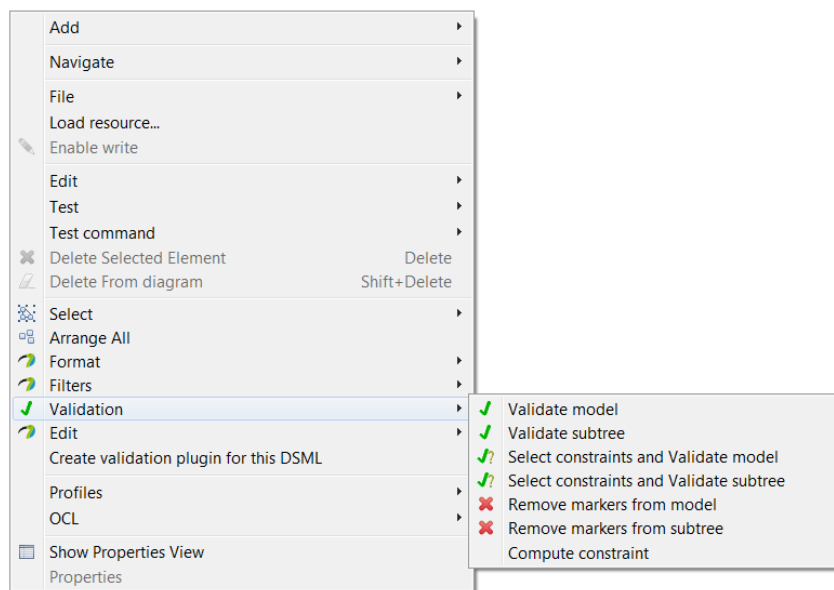 Add
Navigate
File
Load resource...
Enable write
Edit
Test
Test command
Delete Selected Element Delete
Delete From diagram Shift+Delete
Select
Arrange All
Format
Filters
Validation
Edit
Create validation plugin for this DSML
Profiles
OCL
Show Properties View
Properties
Validate model
Validate subtree
Select constraints and Validate model
Select constraints and Validate subtree
Remove markers from model
Remove markers from subtree
Compute constraint